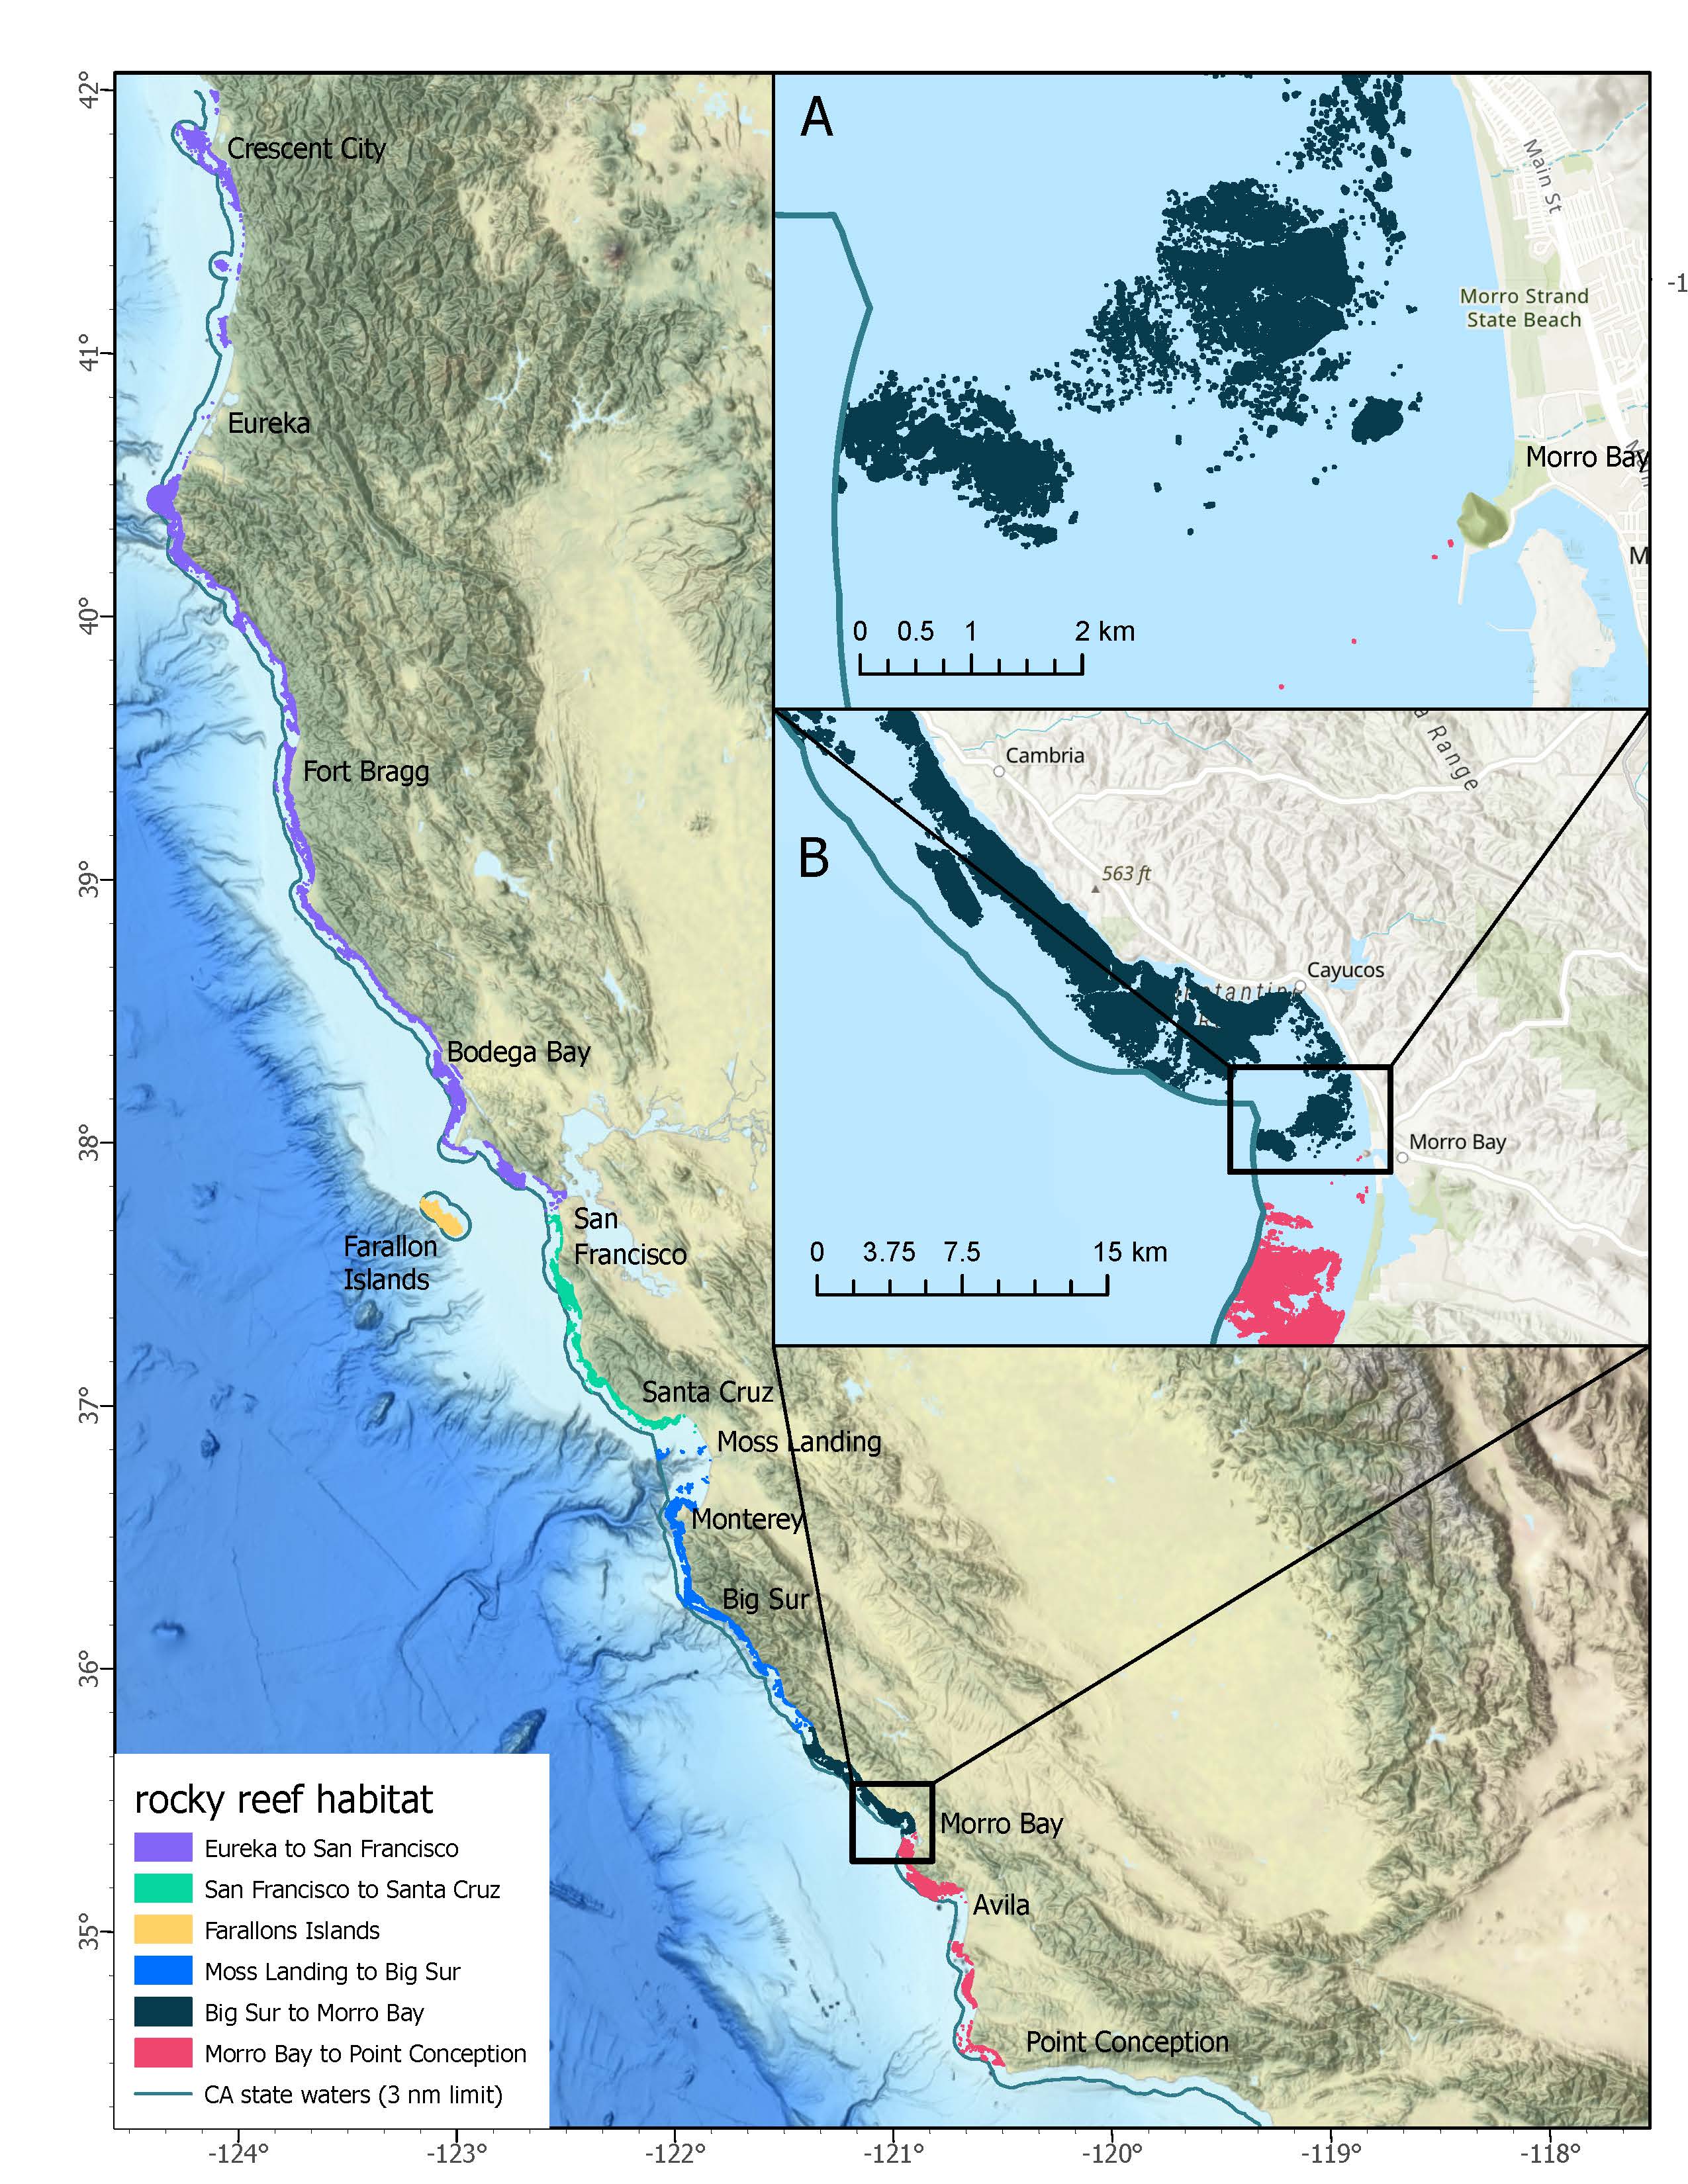 42°
41°
40°
39°
38°
37°
36°
35°
Crescent City
Eureka
Fort Bragg
Bodega Bay
San
Francisco
Farallon
Islands
Santa Cruz
Moss Landing
Monterey
Big Sur
Morro Bay
Avila
Point Conception
A
Main St
Morro Strand
State Beach
Morro Bay
M
0 0.5 1 2 km
-1
B
Cambria
a Range
563 ft
Cayucos
Morro Bay
0 3.75 7.5 15 km
rocky reef habitat
Eureka to San Francisco
San Francisco to Santa Cruz
Farallons Islands
Moss Landing to Big Sur
Big Sur to Morro Bay
Morro Bay to Point Conception
CA state waters (3 nm limit)
-124° -123° -122° -121° -120° -119° -118°